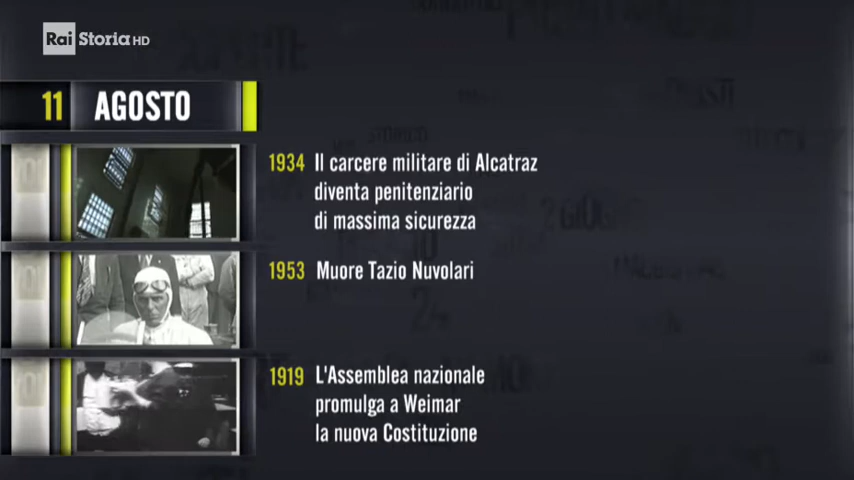 Rai Storia HD
11 AGOSTO
1934 Il carcere militare di Alcatraz
diventa penitenziario
di massima sicurezza
1953 Muore Tazio Nuvolari
1919 L'Assemblea nazionale
promulga a Weimar
la nuova Costituzione